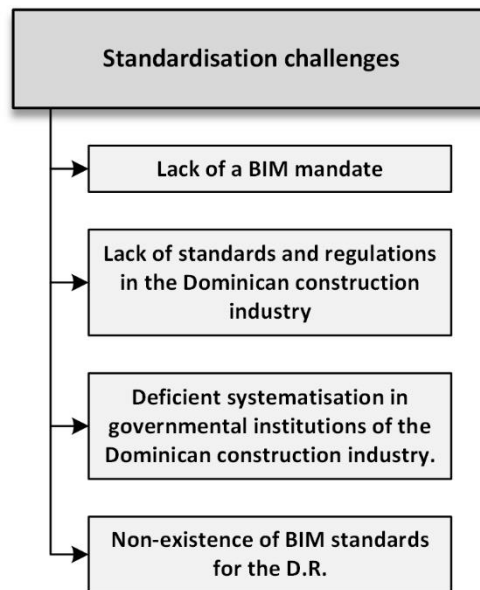 Standardisation challenges
Lack of a BIM mandate
Lack of standards and regulations
in the Dominican construction
industry
Deficient systematisation in
governmental institutions of the
Dominican construction industry.
Non-existence of BIM standards
for the D.R.